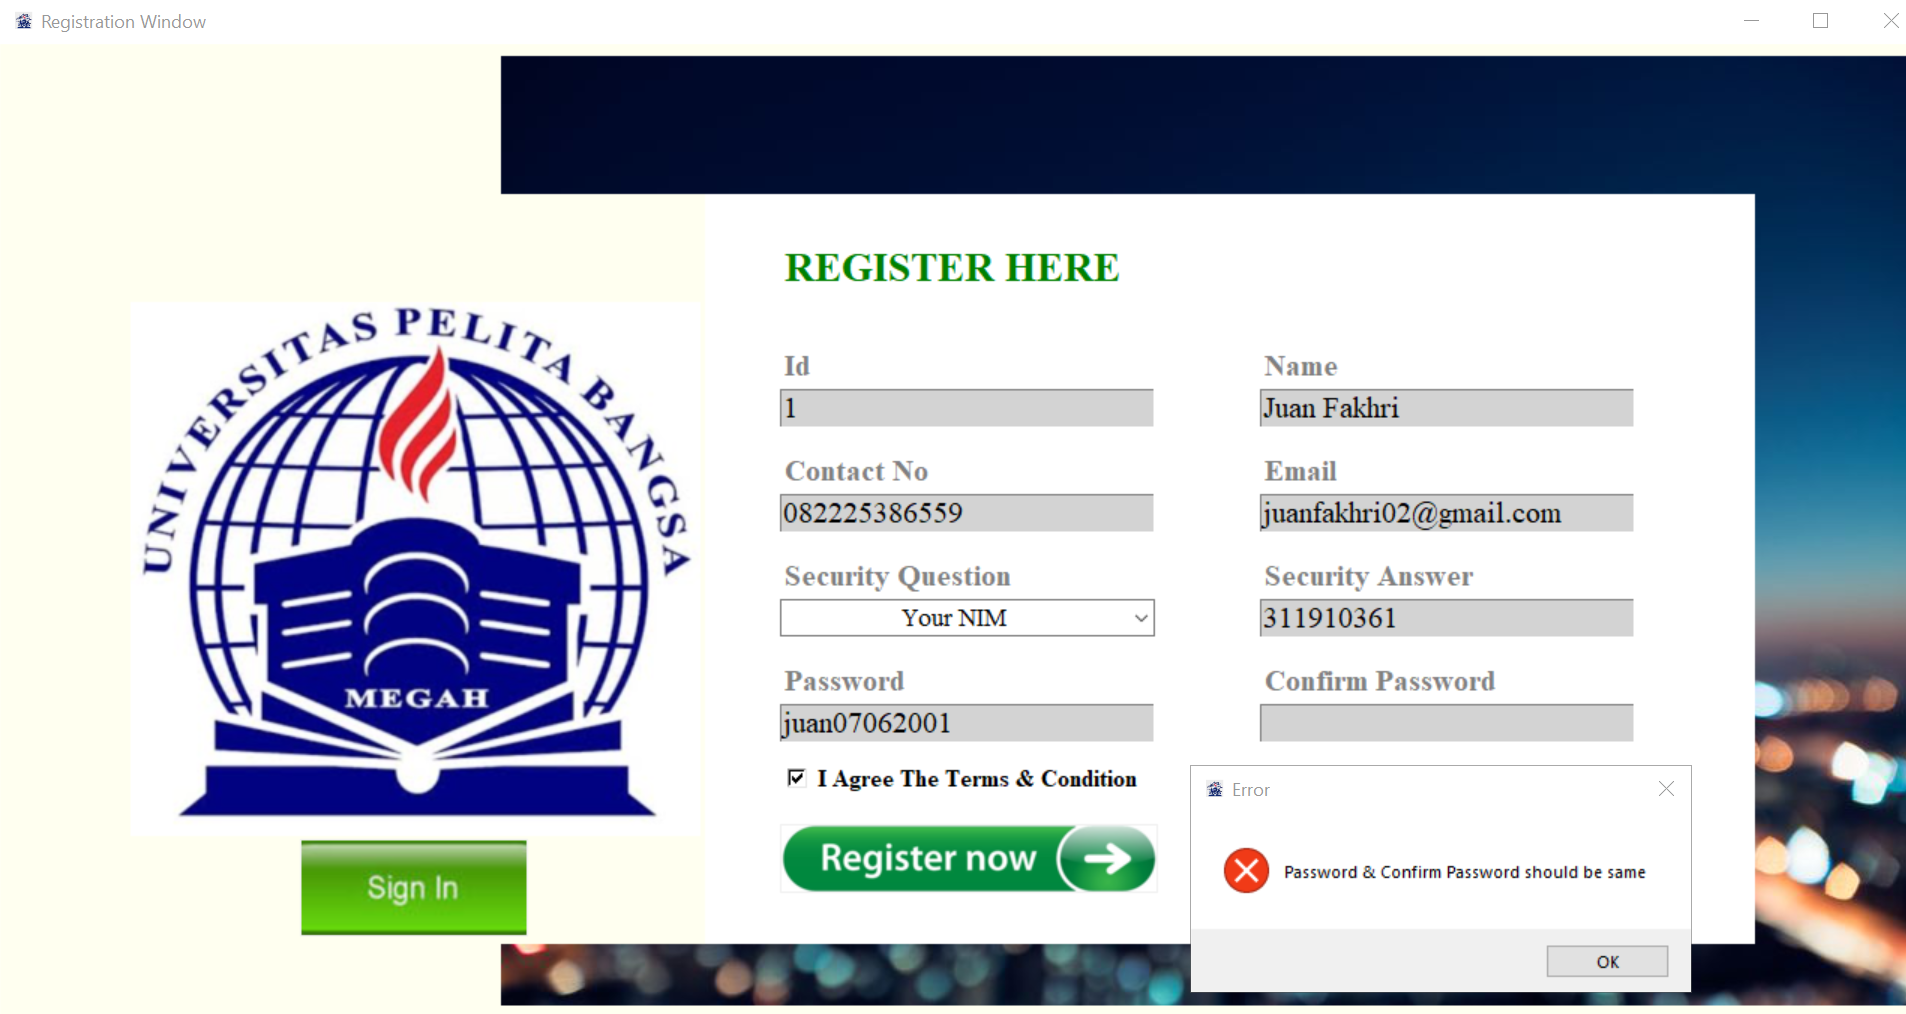 Registration Window
UNIVERSITAS PELITA BANGSA
MEGAH
Sign In
REGISTER HERE
Id
Name
1
Juan Fakhri
Contact No
Email
082225386559
juanfakhri02@gmail.com
Security Question
Security Answer
Your NIM
311910361
Password
Confirm Password
juan07062001
I Agree The Terms & Condition
Register now
Error
Password & Confirm Password should be same
OK